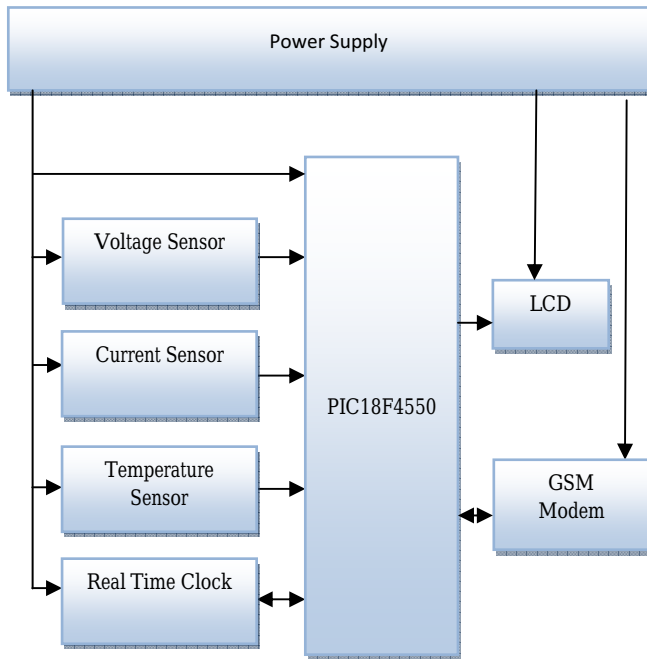 Power Supply
Voltage Sensor
Current Sensor
Temperature
Sensor
Real Time Clock
PIC18F4550
LCD
GSM
Modem